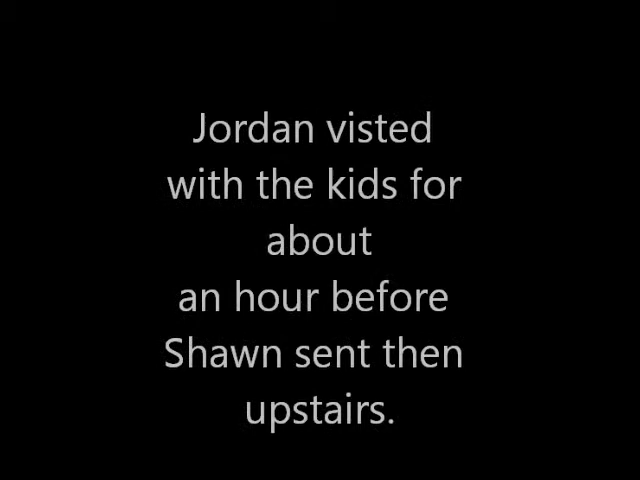 Jordan visted
with the kids for
about
an hour before
Shawn sent then
upstairs.